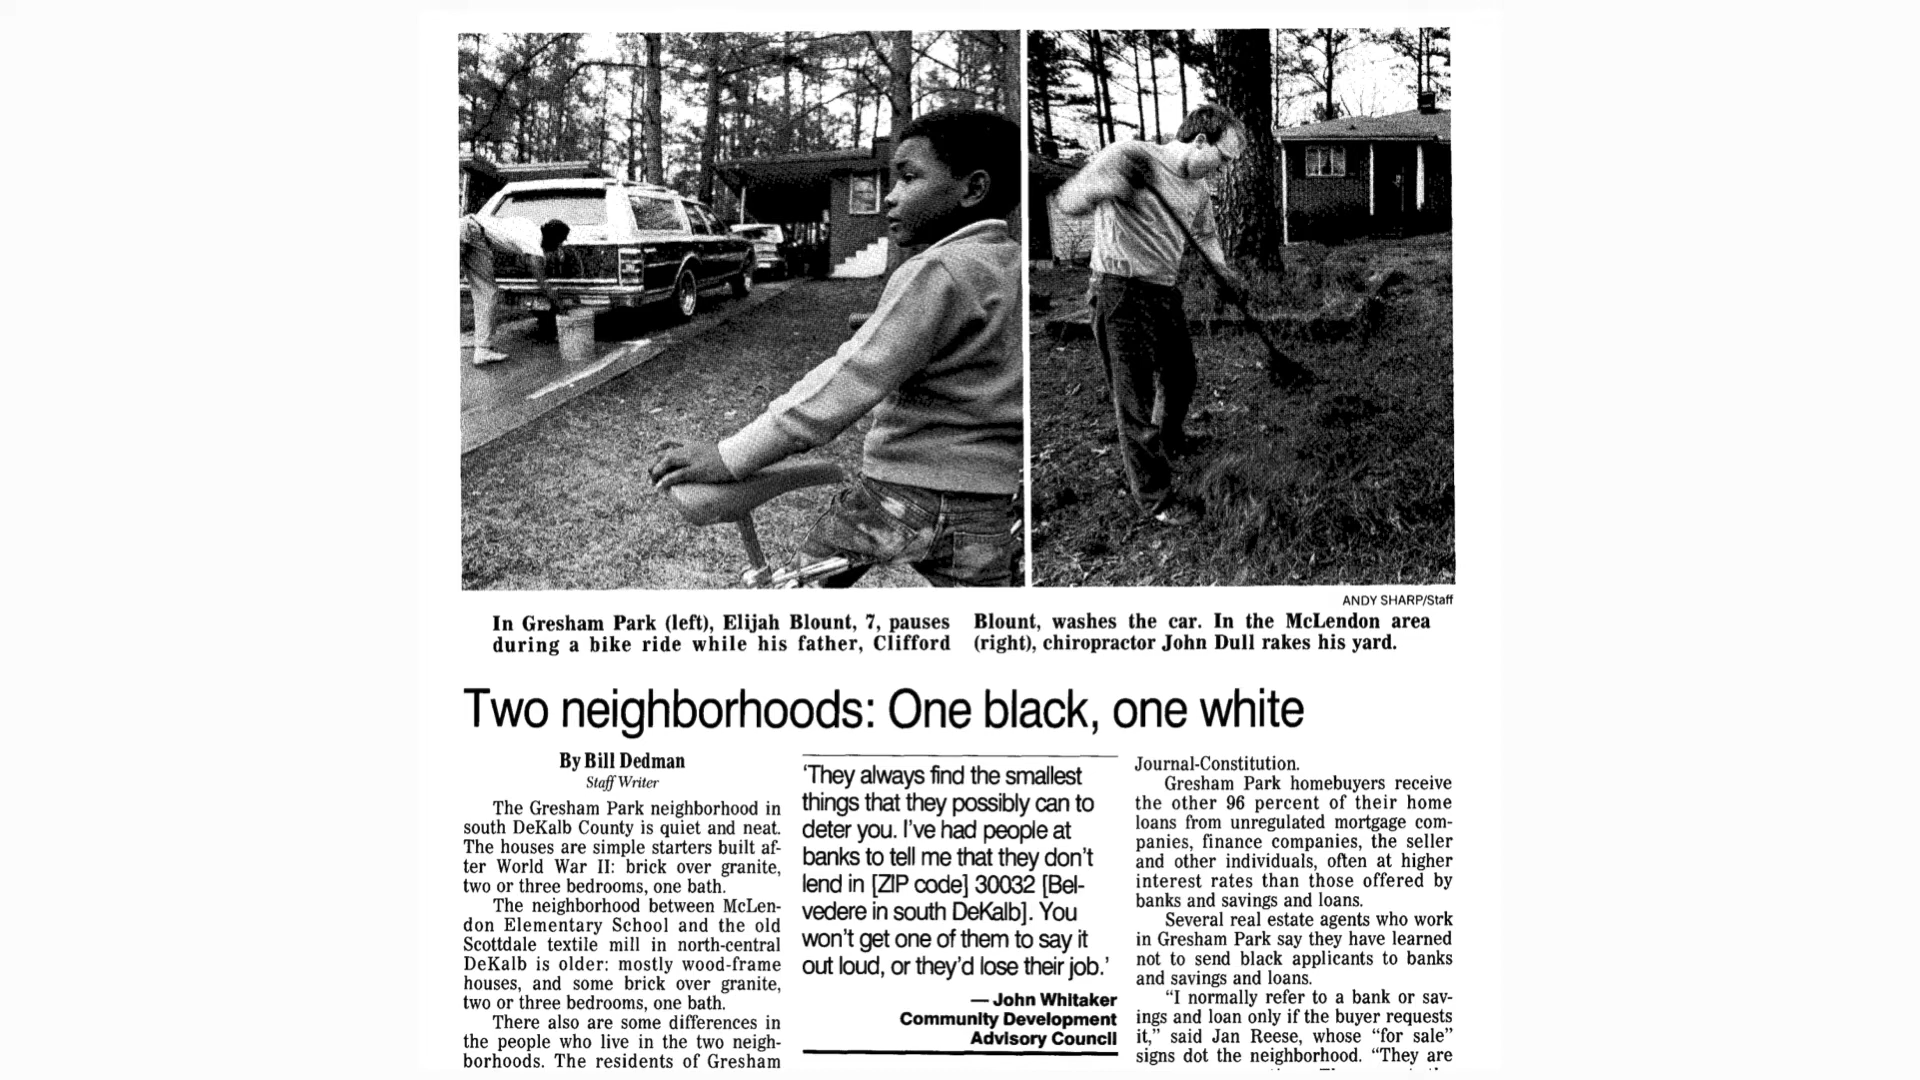 ANDY SHARP/Staff
In Gresham Park (left), Elijah Blount, 7, pauses
during a bike ride while his father, Clifford
Blount, washes the car. In the McLendon area
(right), chiropractor John Dull rakes his yard.
Two neighborhoods: One black, one white
By Bill Dedman
Staff Writer
The Gresham Park neighborhood in
south DeKalb County is quiet and neat.
The houses are simple starters built af-
ter World War II: brick over granite,
two or three bedrooms, one bath.
The neighborhood between McLen-
don Elementary School and the old
Scottdale textile mill in north-central
DeKalb is older: mostly wood-frame
houses, and some brick over granite,
two or three bedrooms, one bath.
There also are some differences in
the people who live in the two neigh-
borhoods. The residents of Gresham
‘They always find the smallest
things that they possibly can to
deter you. I’ve had people at
banks to tell me that they don’t
lend in [ZIP code] 30032 [Bel-
vedere in south DeKalb]. You
won’t get one of them to say it
out loud, or they’d lose their job.’
— John Whitaker
Community Development
Advisory Council
Journal-Constitution.
Gresham Park homebuyers receive
the other 96 percent of their home
loans from unregulated mortgage com-
panies, finance companies, the seller
and other individuals, often at higher
interest rates than those offered by
banks and savings and loans.
Several real estate agents who work
in Gresham Park say they have learned
not to send black applicants to banks
and savings and loans.
“I normally refer to a bank or sav-
ings and loan only if the buyer requests
it,” said Jan Reese, whose “for sale”
signs dot the neighborhood. “They are